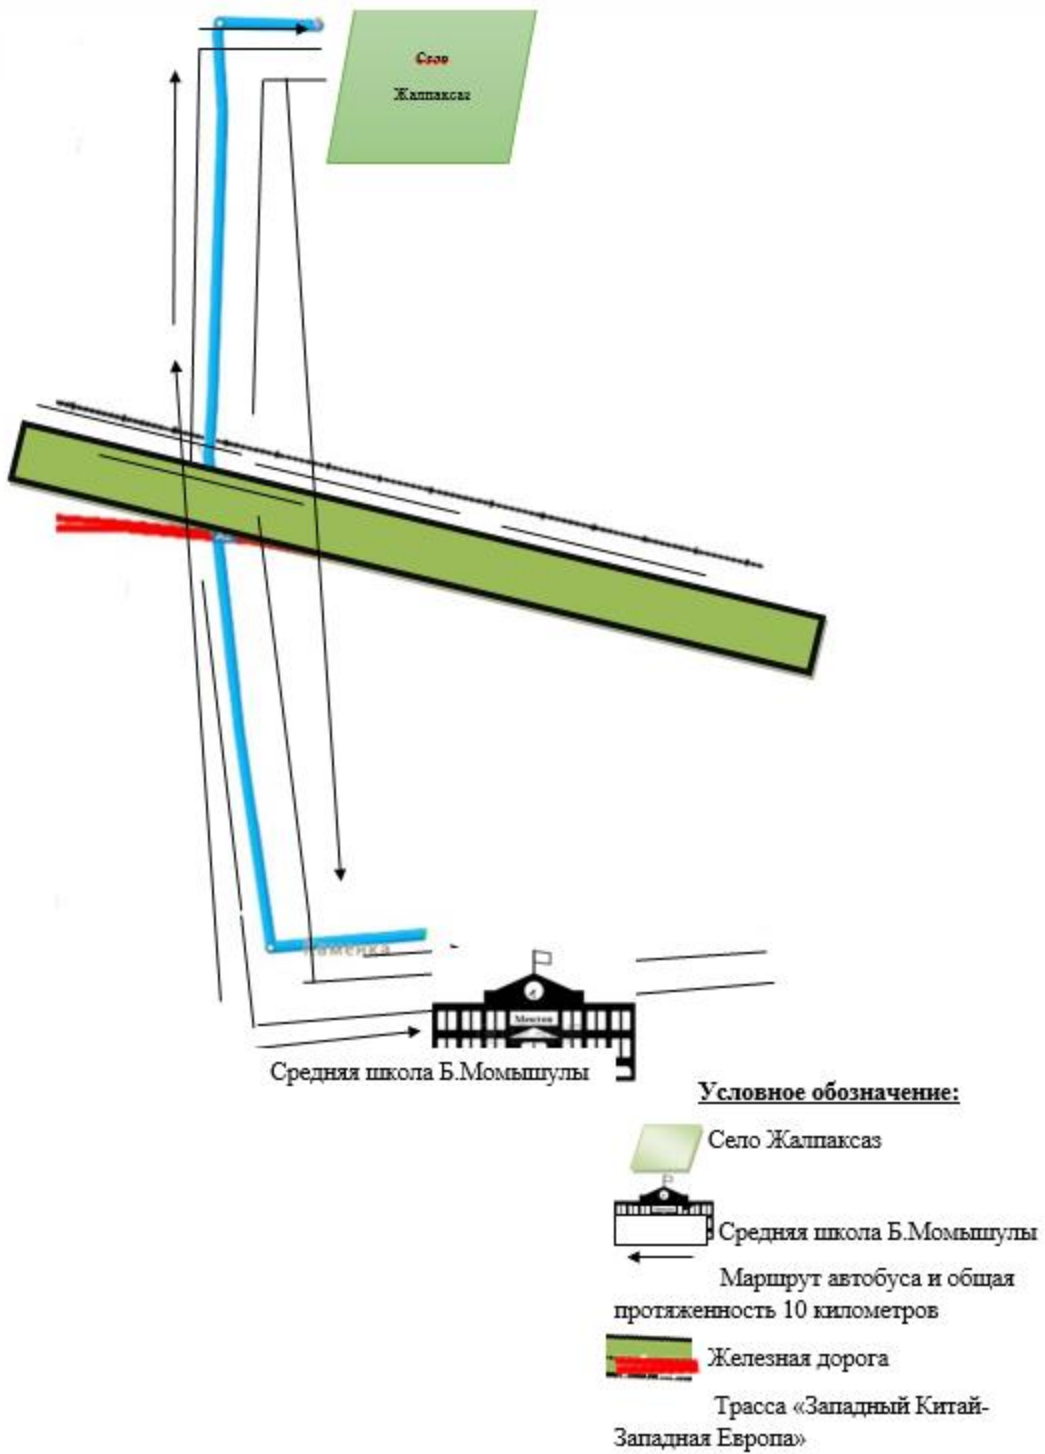 Жалпаксаз
Каменка
Мектеп
Средняя школа Б.Момышулы
Условное обозначение:
Село Жалпаксаз
Средняя школа Б.Момышулы
Маршрут автобуса и общая
протяженность 10 километров
Железная дорога
Трасса «Западный Китай-
Западная Европа»